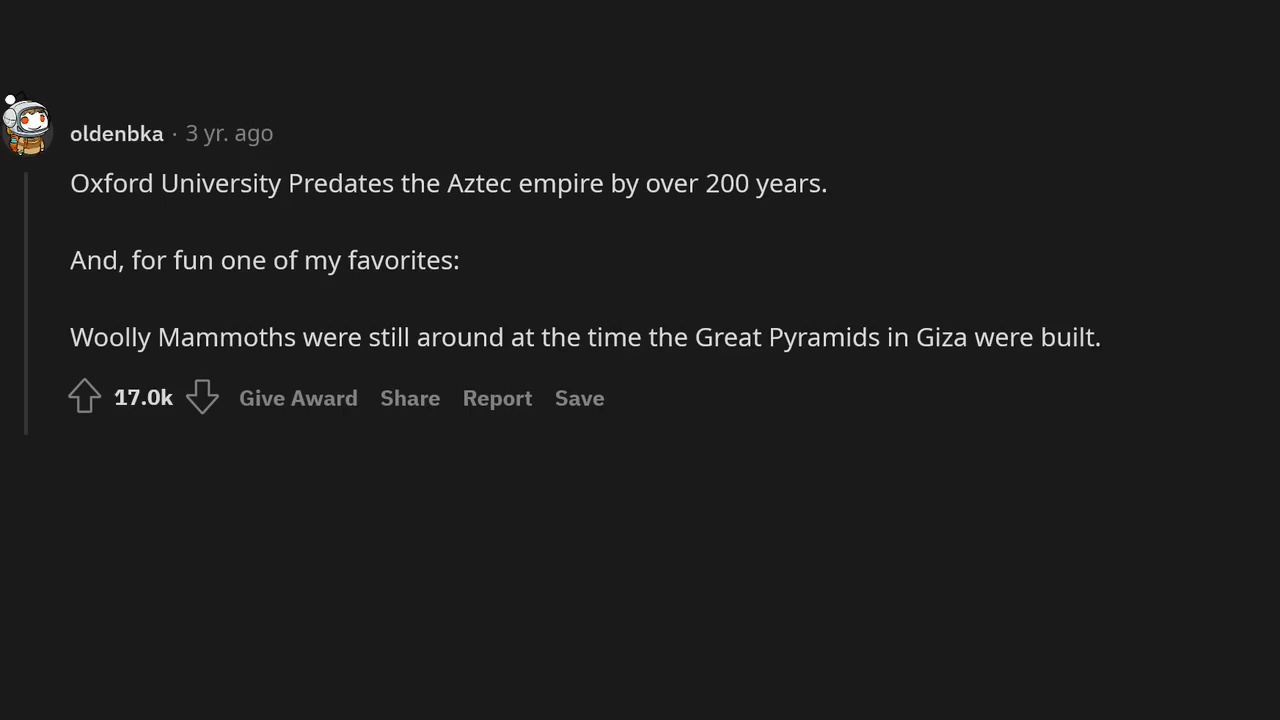 oldenbka · 3 yr. ago
Oxford University Predates the Aztec empire by over 200 years.
And, for fun one of my favorites:
Woolly Mammoths were still around at the time the Great Pyramids in Giza were built.
17.0k Give Award Share Report Save